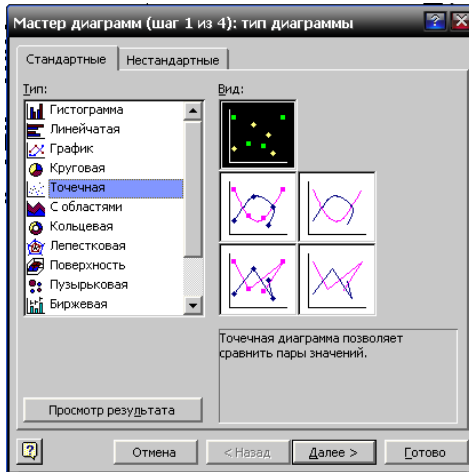 Мастер диаграмм (шаг 1 из 4): тип диаграммы
Стандартные Нестандартные
Тип: Вид:
Гистограмма
Линейчатая
График
Круговая
Точечная
С областями
Кольцевая
Лепестковая
Поверхность
Пузырьковая
Биржевая
Точечная диаграмма позволяет
сравнить пары значений.
Просмотр результата
Отмена < Назад Далее > Готово